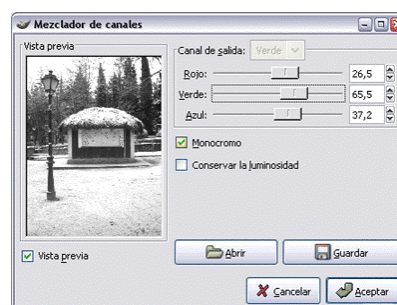 Mezclador de canales
Vista previa
Canal de salida: Verde
Rojo: 26,5
Verde: 65,5
Azul: 37,2
Monocromo
Conservar la luminosidad
Vista previa
Abrir Guardar
Cancelar Aceptar